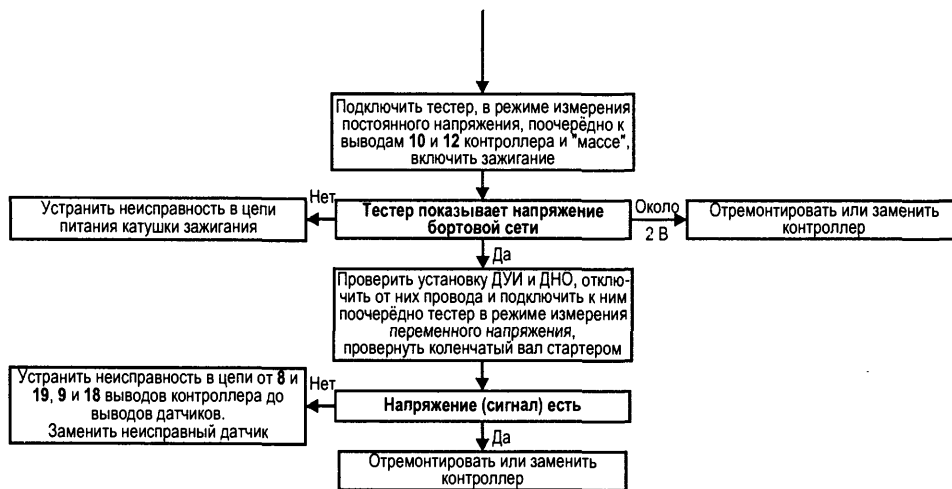 Подключить тестер, в режиме измерения
постоянного напряжения, поочерёдно к
выводам 10 и 12 контроллера и "массе",
включить зажигание
Устранить неисправность в цепи
питания катушки зажигания
Нет
Тестер показывает напряжение
бортовой сети
Около
2 В
Отремонтировать или заменить
контроллер
Да
Проверить установку ДУИ и ДНО, отклю-
чить от них провода и подключить к ним
поочерёдно тестер в режиме измерения
переменного напряжения,
провернуть коленчатый вал стартером
Устранить неисправность в цепи от 8 и
19, 9 и 18 выводов контроллера до
выводов датчиков.
Заменить неисправный датчик
Нет
Напряжение (сигнал) есть
Да
Отремонтировать или заменить
контроллер